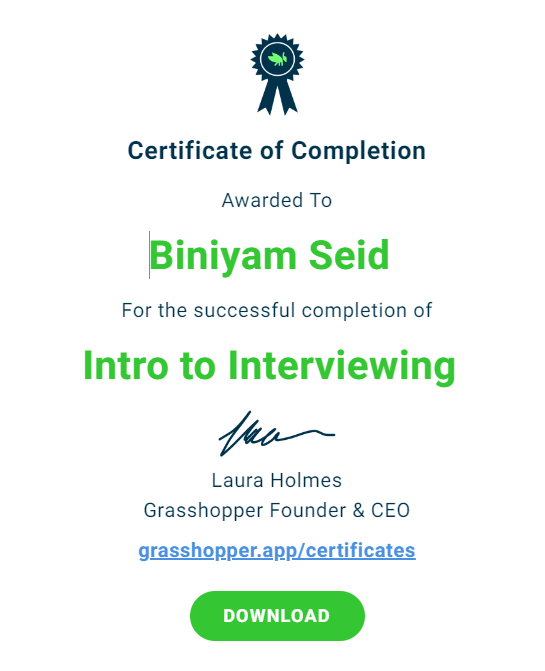 Certificate of Completion
Awarded To
Biniyam Seid
For the successful completion of
Intro to Interviewing
Laura Holmes
Grasshopper Founder & CEO
grasshopper.app/certificates
DOWNLOAD